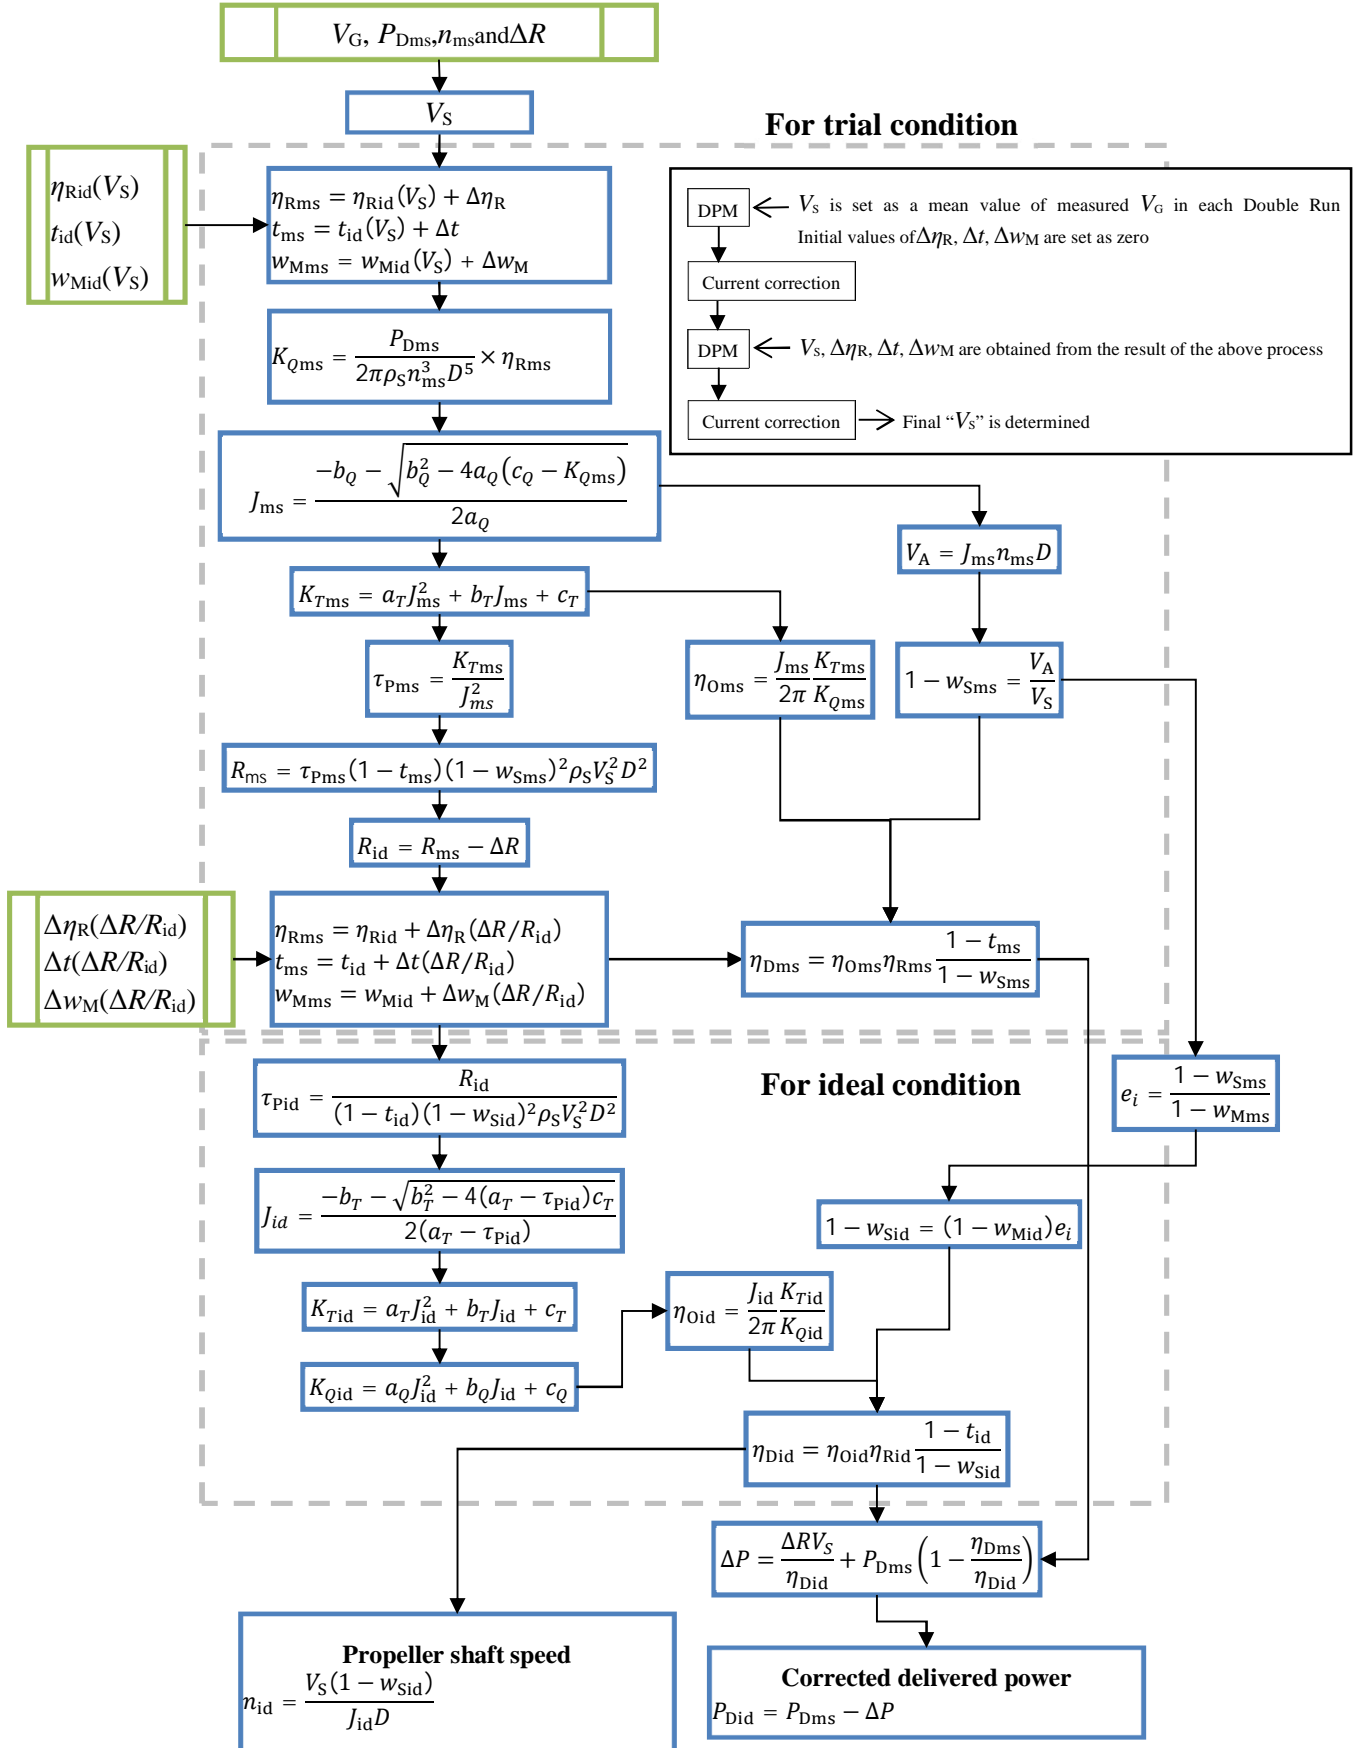 V_G, P_Dms,n_ms and ΔR
V_S
For trial condition
η_Rid(V_S)
t_id(V_S)
w_Mid(V_S)
η_Rms = η_Rid(V_S) + Δη_R
t_ms = t_id(V_S) + Δt
w_Mms = w_Mid(V_S) + Δw_M
DPM
V_S is set as a mean value of measured V_G in each Double Run
Initial values of Δη_R, Δt, Δw_M are set as zero
Current correction
DPM
V_S, Δη_R, Δt, Δw_M are obtained from the result of the above process
Current correction
Final “V_S” is determined
K_Qms = P_Dms / (2πρ_S n_ms^3 D^5) × η_Rms
J_ms = (-b_Q − √(b_Q^2 − 4a_Q(c_Q − K_Qms))) / (2a_Q)
V_A = J_ms n_ms D
K_Tms = a_T J_ms^2 + b_T J_ms + c_T
τ_Pms = K_Tms / J_ms^2
η_Oms = (J_ms / 2π) (K_Tms / K_Qms)
1 − w_Sms = V_A / V_S
R_ms = τ_Pms(1 − t_ms)(1 − w_Sms)^2 ρ_S V_S^2 D^2
R_id = R_ms − ΔR
Δη_R(ΔR/R_id)
Δt(ΔR/R_id)
Δw_M(ΔR/R_id)
η_Rms = η_Rid + Δη_R(ΔR/R_id)
t_ms = t_id + Δt(ΔR/R_id)
w_Mms = w_Mid + Δw_M(ΔR/R_id)
η_Dms = η_Oms η_Rms (1 − t_ms) / (1 − w_Sms)
For ideal condition
τ_Pid = R_id / ((1 − t_id)(1 − w_Sid)^2 ρ_S V_S^2 D^2)
e_i = (1 − w_Sms) / (1 − w_Mms)
J_id = (−b_T − √(b_T^2 − 4(a_T − τ_Pid)c_T)) / (2(a_T − τ_Pid))
1 − w_Sid = (1 − w_Mid)e_i
K_Tid = a_T J_id^2 + b_T J_id + c_T
η_Oid = (J_id / 2π) (K_Tid / K_Qid)
K_Qid = a_Q J_id^2 + b_Q J_id + c_Q
η_Did = η_Oid η_Rid (1 − t_id) / (1 − w_Sid)
ΔP = ΔRV_S / η_Did + P_Dms (1 − η_Dms / η_Did)
Propeller shaft speed
n_id = V_S(1 − w_Sid) / (J_id D)
Corrected delivered power
P_Did = P_Dms − ΔP